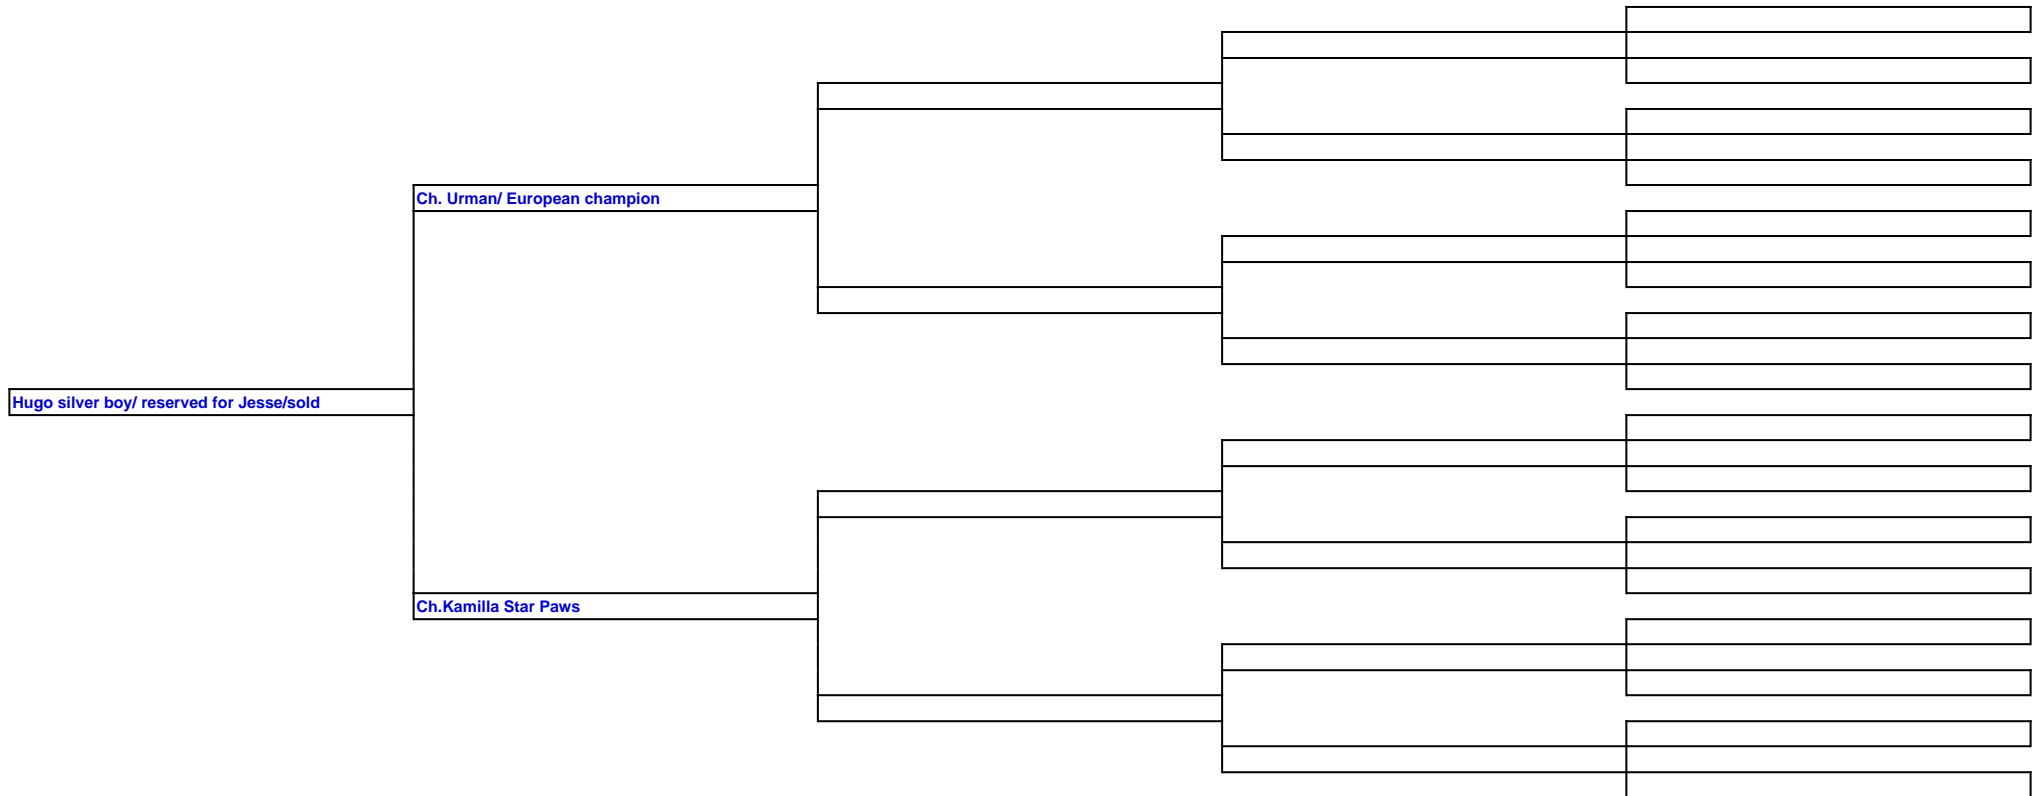 Ch. Urman/ European champion
Hugo silver boy/ reserved for Jesse/sold
Ch.Kamilla Star Paws